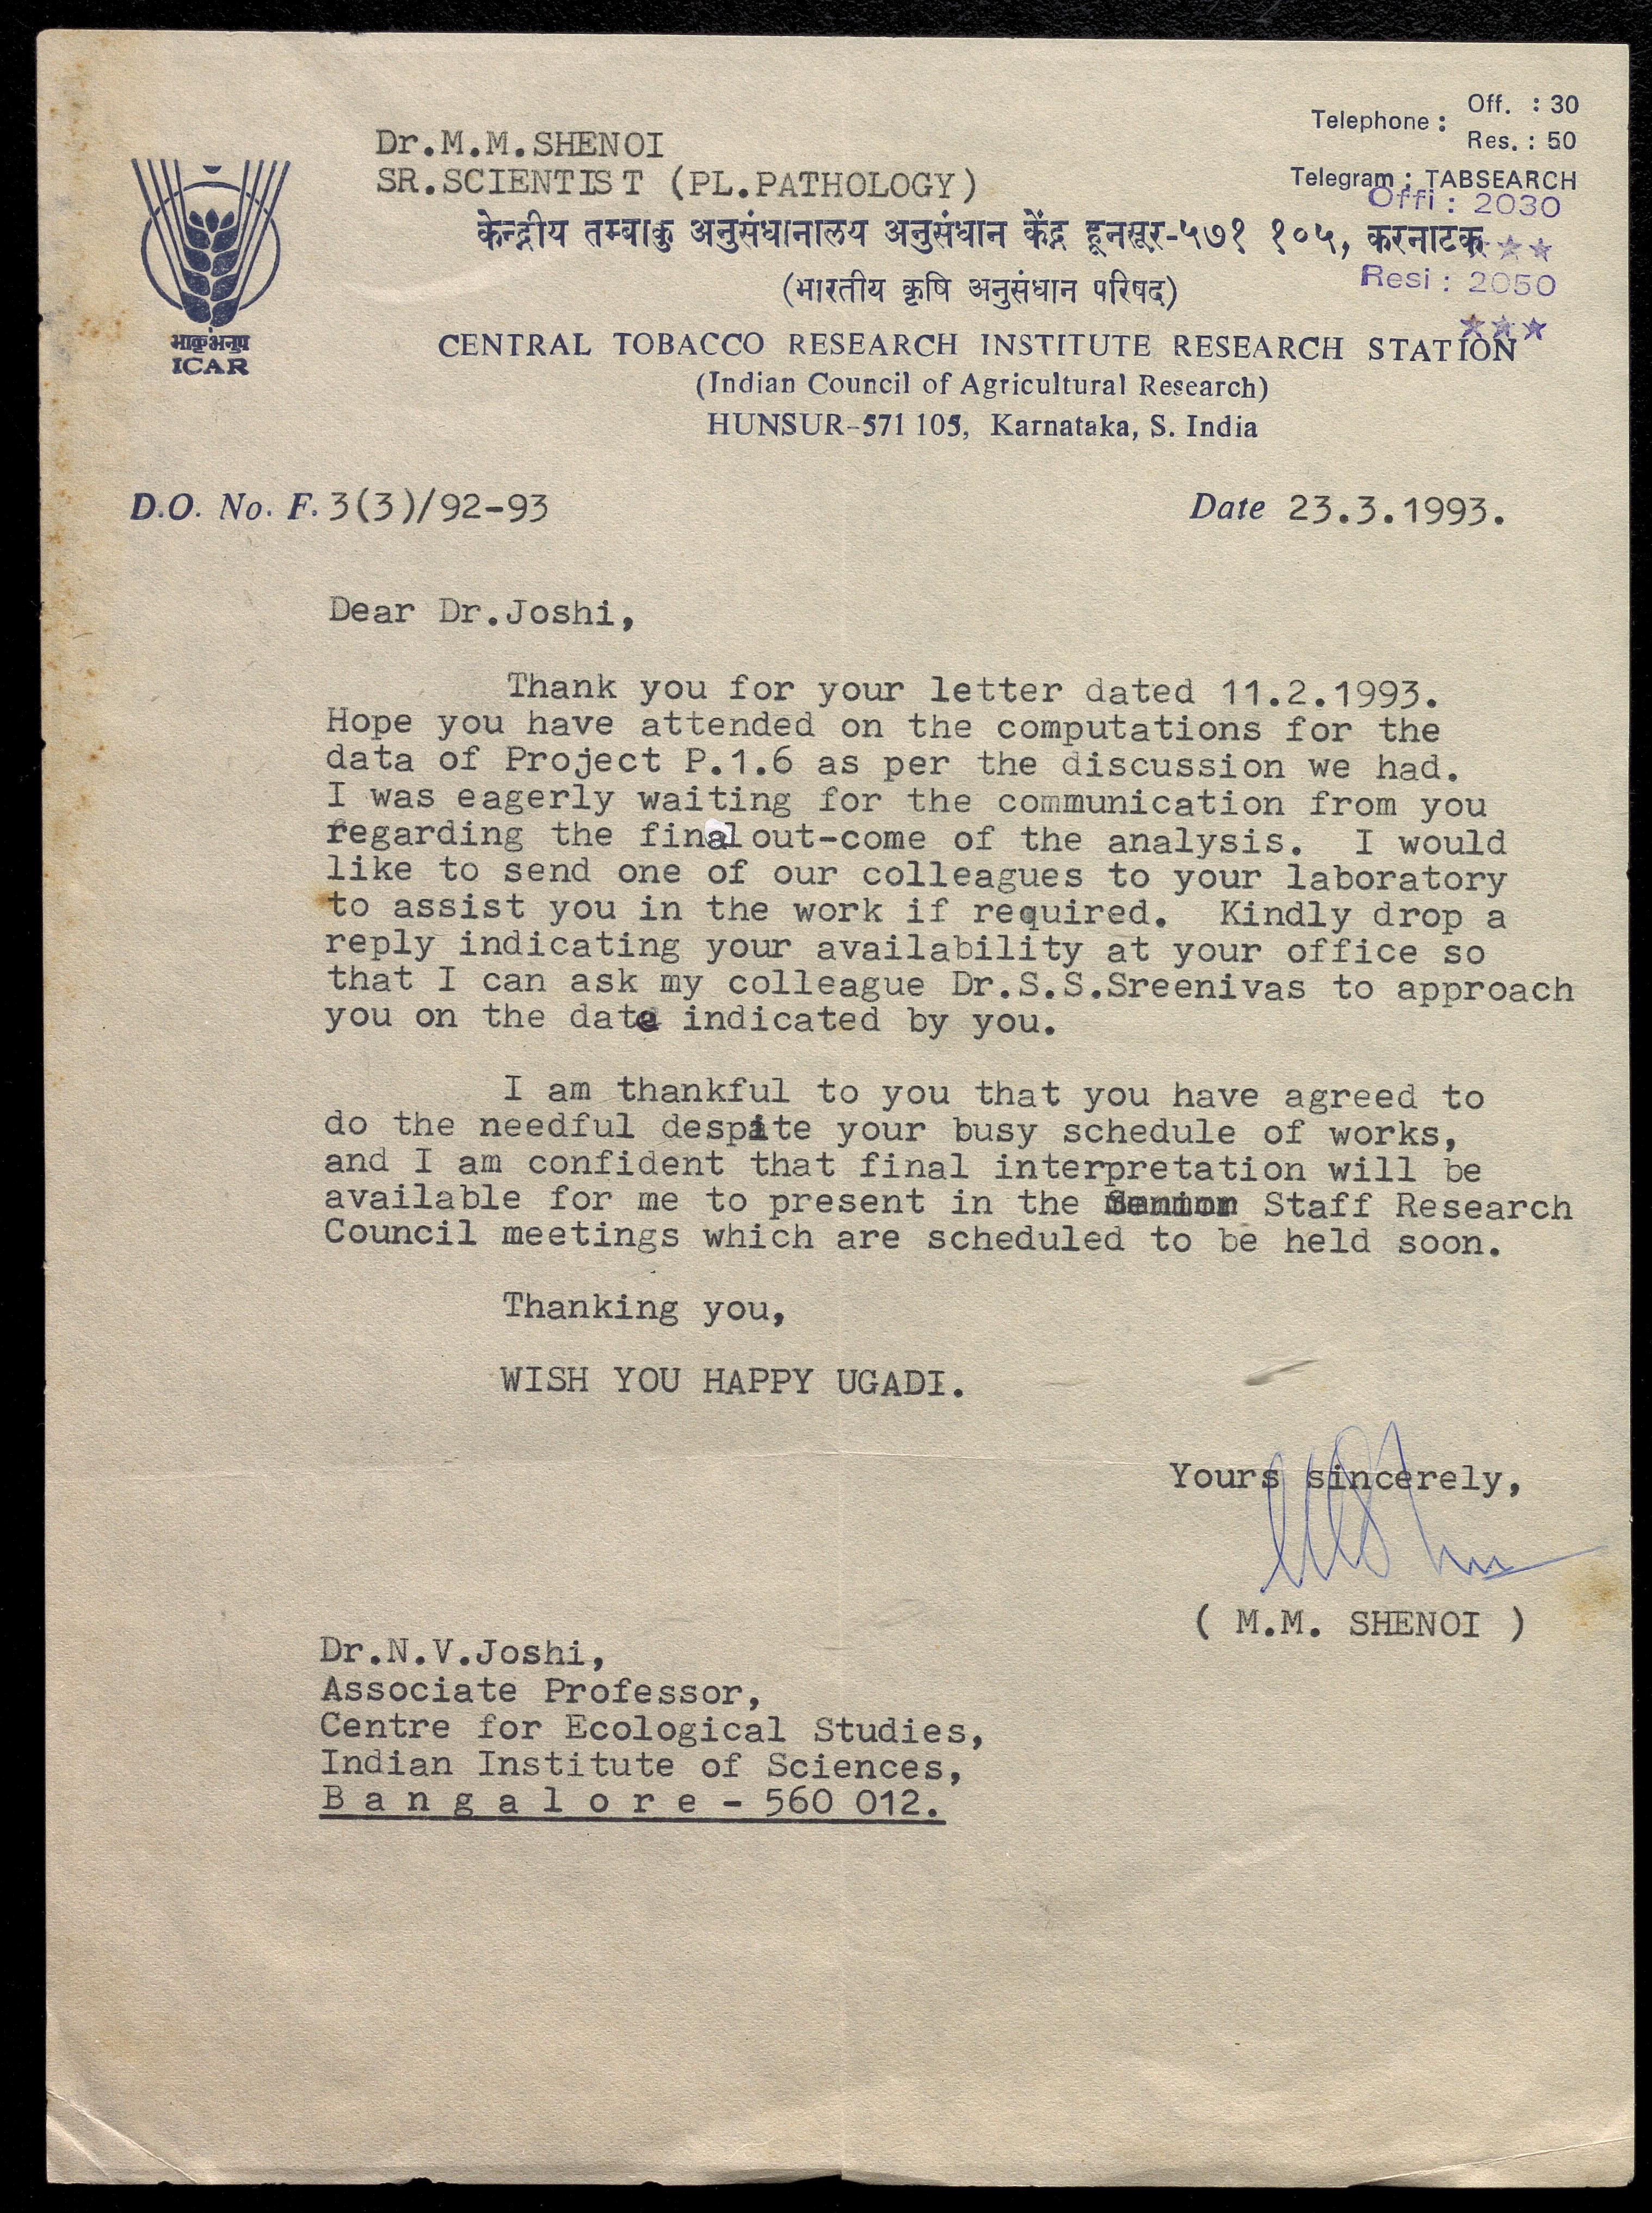 Dr.M.M.SHENOI
SR.SCIENTIST (PL.PATHOLOGY)
Telephone : Off. : 30
Res. : 50
Telegram : TABSEARCH
Offi : 2030
केन्द्रीय तम्बाकु अनुसंधानालय अनुसंधान केंद्र हूनसूर-५७१ १०५, करनाटक
Resi : 2050
(भारतीय कृषि अनुसंधान परिषद)
भाकृअनुप
ICAR
CENTRAL TOBACCO RESEARCH INSTITUTE RESEARCH STATION
(Indian Council of Agricultural Research)
HUNSUR-571 105, Karnataka, S. India
D.O. No. F. 3(3)/92-93
Date 23.3.1993.
Dear Dr.Joshi,
Thank you for your letter dated 11.2.1993.
Hope you have attended on the computations for the
data of Project P.1.6 as per the discussion we had.
I was eagerly waiting for the communication from you
regarding the final out-come of the analysis. I would
like to send one of our colleagues to your laboratory
to assist you in the work if required. Kindly drop a
reply indicating your availability at your office so
that I can ask my colleague Dr.S.S.Sreenivas to approach
you on the date indicated by you.
I am thankful to you that you have agreed to
do the needful despite your busy schedule of works,
and I am confident that final interpretation will be
available for me to present in the Staff Research
Council meetings which are scheduled to be held soon.
Thanking you,
WISH YOU HAPPY UGADI.
Yours sincerely,
( M.M. SHENOI )
Dr.N.V.Joshi,
Associate Professor,
Centre for Ecological Studies,
Indian Institute of Sciences,
B a n g a l o r e - 560 012.